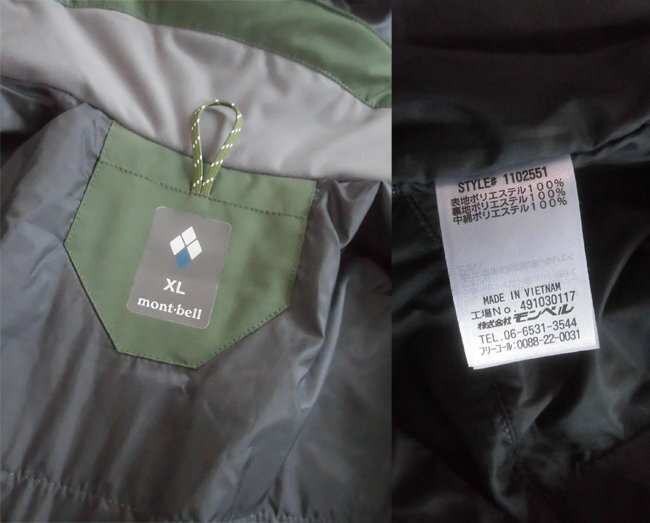 XL
mont-bell
STYLE# 1102551
表地ポリエステル100%
裏地ポリエステル100%
中綿ポリエステル100%
MADE IN VIETNAM
工場No. 491030117
株式会社モンベル
TEL.06-6531-3544
フリーコール:0088-22-0031